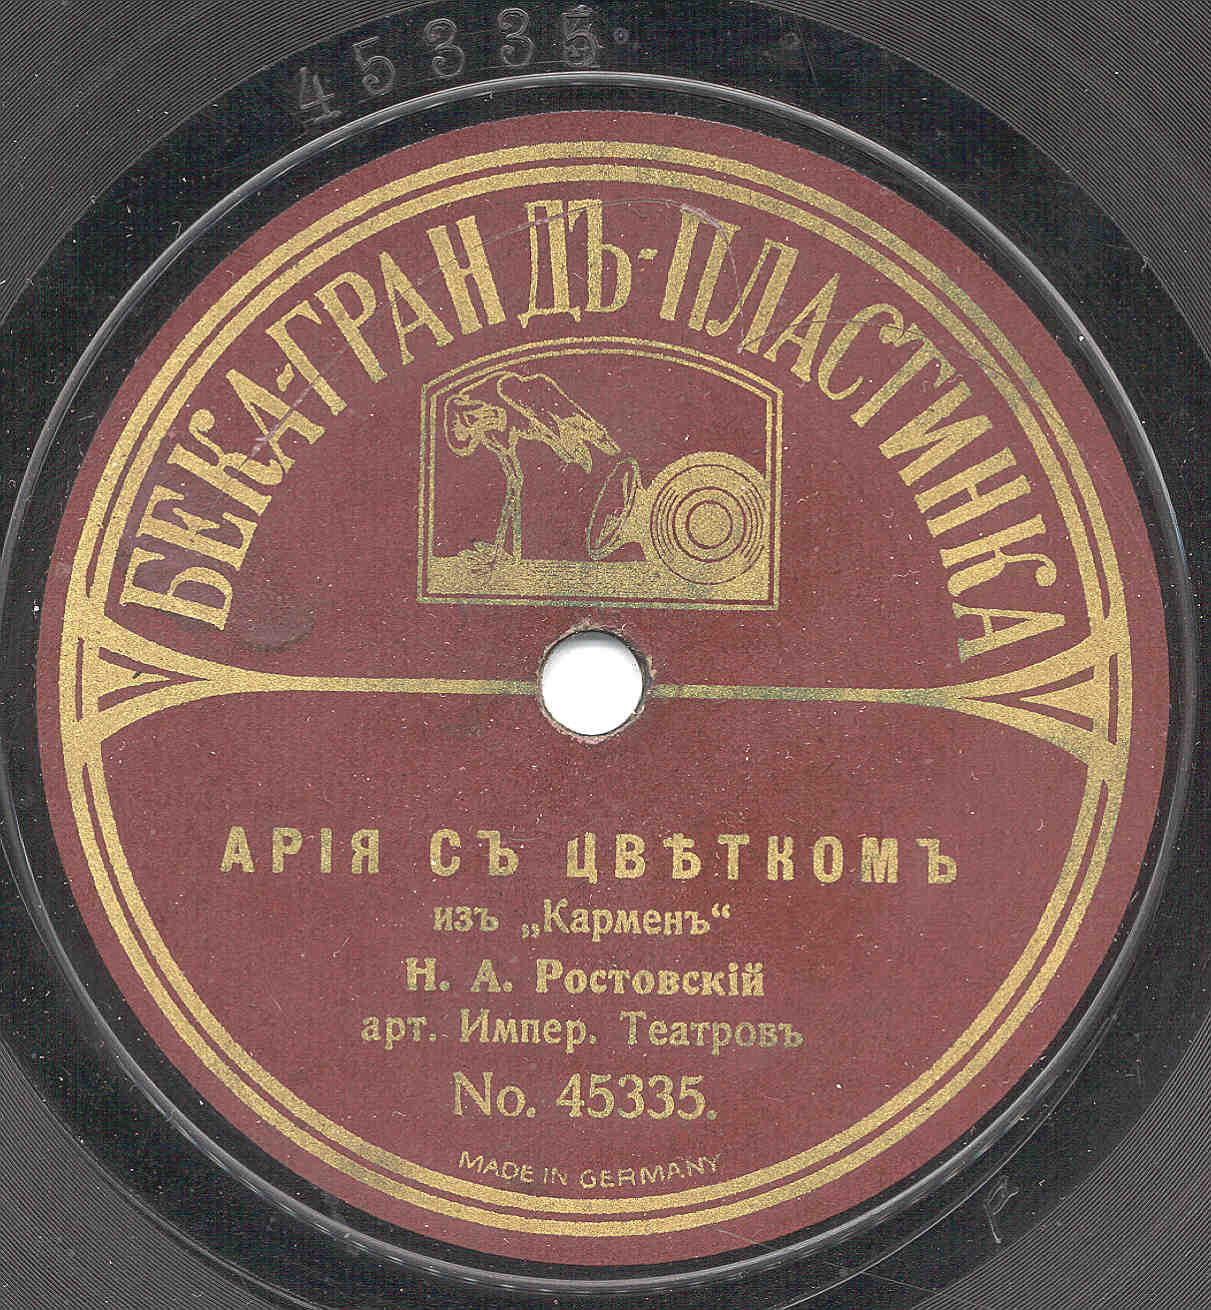 45335
БЕКА-ГРАНДЪ-ПЛАСТИНКА
АРІЯ СЪ ЦВѢТКОМЪ
изъ „Карменъ“
Н. А. Ростовскій
арт. Импер. Театровъ
No. 45335.
MADE IN GERMANY